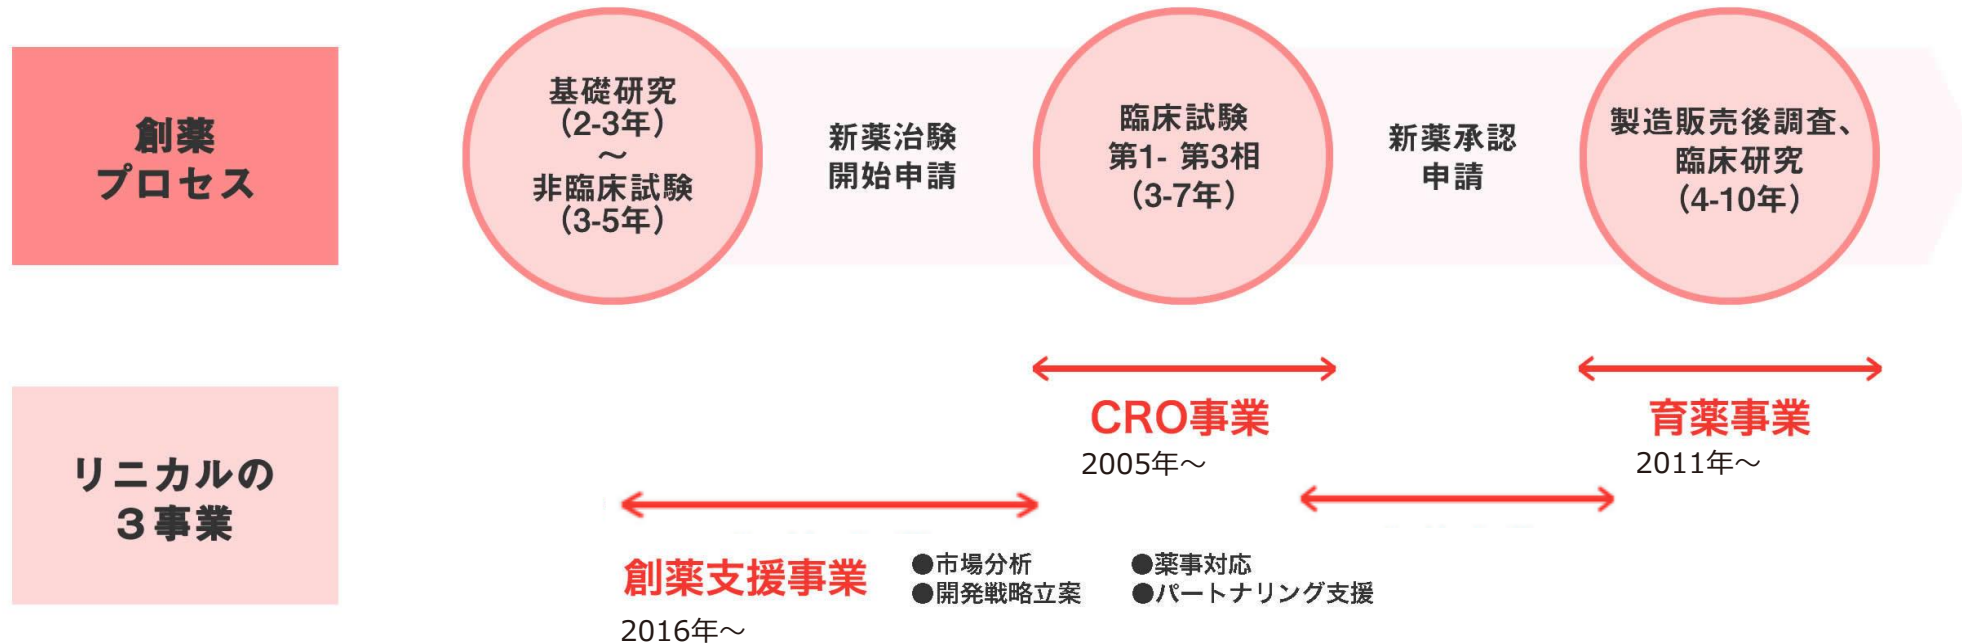 創薬
プロセス
基礎研究
（2-3年）
～
非臨床試験
（3-5年）
新薬治験
開始申請
臨床試験
第1- 第3相
（3-7年）
新薬承認
申請
製造販売後調査、
臨床研究
（4-10年）
リニカルの
３事業
CRO事業
2005年～
育薬事業
2011年～
創薬支援事業
2016年～
●市場分析
●開発戦略立案
●薬事対応
●パートナリング支援